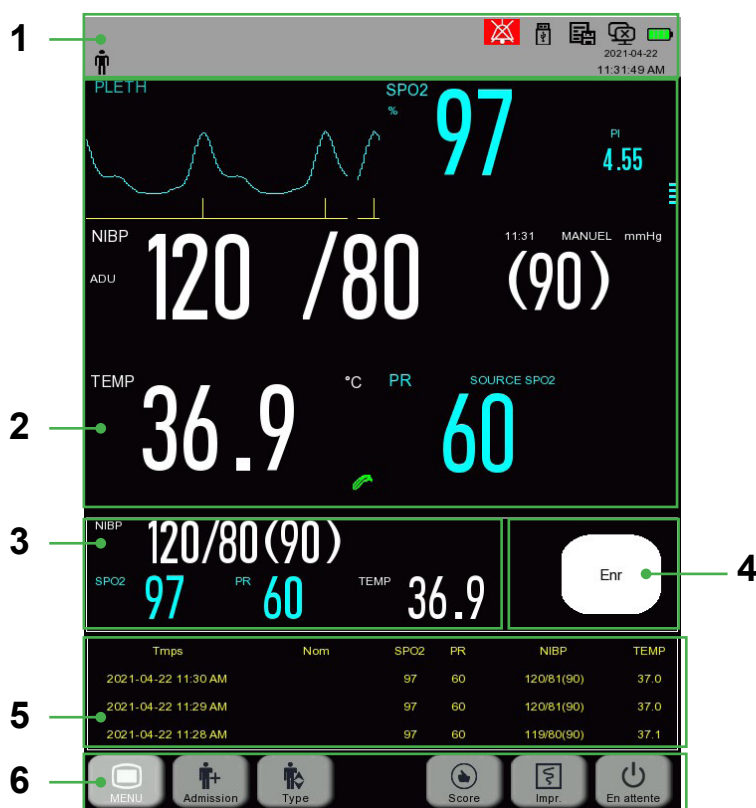 1
2021-04-22
11:31:49 AM
PLETH
SPO2
%
97
PI
4.55
NIBP
ADU
120 /80
11:31 MANUEL mmHg
(90)
TEMP
36.9
°C
PR
SOURCE SPO2
60
2
3
NIBP
120/80(90)
SPO2
97
PR
60
TEMP
36.9
Enr
4
Tmps Nom SPO2 PR NIBP TEMP
2021-04-22 11:30 AM 97 60 120/81(90) 37.0
2021-04-22 11:29 AM 97 60 120/81(90) 37.0
2021-04-22 11:28 AM 97 60 119/80(90) 37.1
5
6
MENU Admission Type Score Impr. En attente